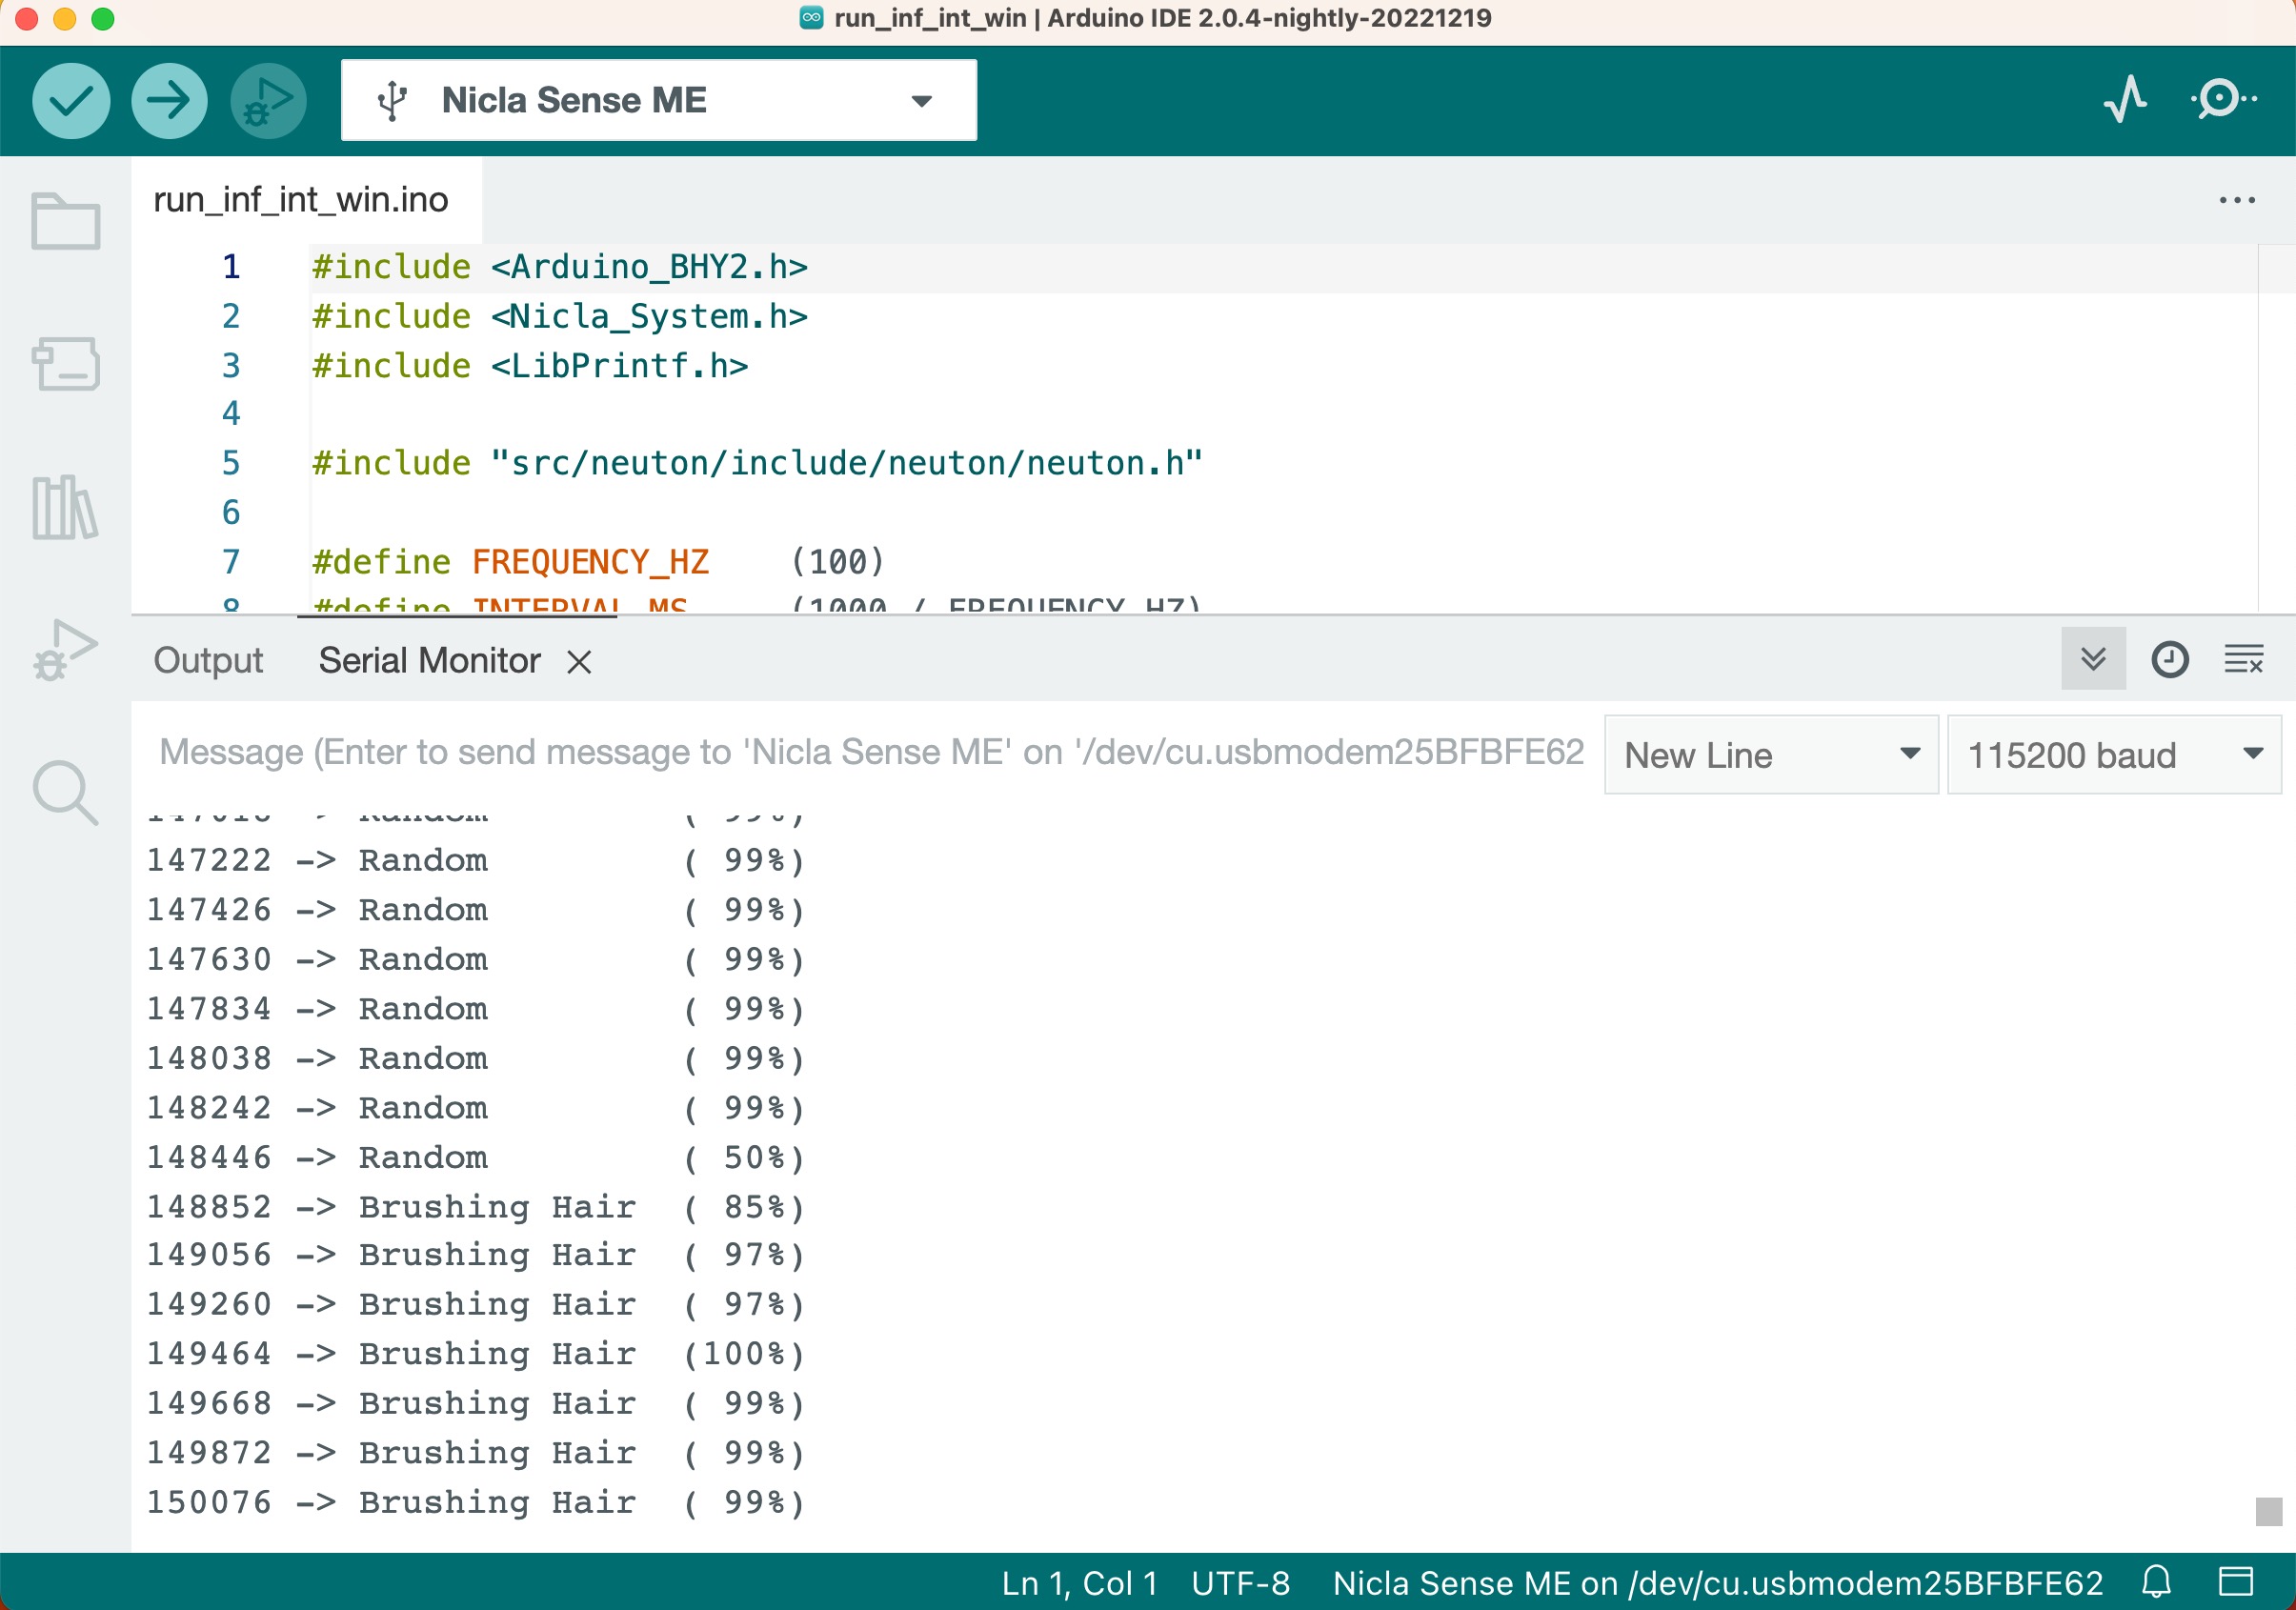 run_inf_int_win | Arduino IDE 2.0.4-nightly-20221219
Nicla Sense ME
run_inf_int_win.ino
1 #include <Arduino_BHY2.h>
2 #include <Nicla_System.h>
3 #include <LibPrintf.h>
4
5 #include "src/neuton/include/neuton/neuton.h"
6
7 #define FREQUENCY_HZ (100)
8 #define INTERVAL_MS (1000 / FREQUENCY_HZ)
Output Serial Monitor
Message (Enter to send message to 'Nicla Sense ME' on '/dev/cu.usbmodem25BFBFE62 New Line 115200 baud
-> Random ( 99%)
147222 -> Random ( 99%)
147426 -> Random ( 99%)
147630 -> Random ( 99%)
147834 -> Random ( 99%)
148038 -> Random ( 99%)
148242 -> Random ( 99%)
148446 -> Random ( 50%)
148852 -> Brushing Hair ( 85%)
149056 -> Brushing Hair ( 97%)
149260 -> Brushing Hair ( 97%)
149464 -> Brushing Hair (100%)
149668 -> Brushing Hair ( 99%)
149872 -> Brushing Hair ( 99%)
150076 -> Brushing Hair ( 99%)
Ln 1, Col 1 UTF-8 Nicla Sense ME on /dev/cu.usbmodem25BFBFE62